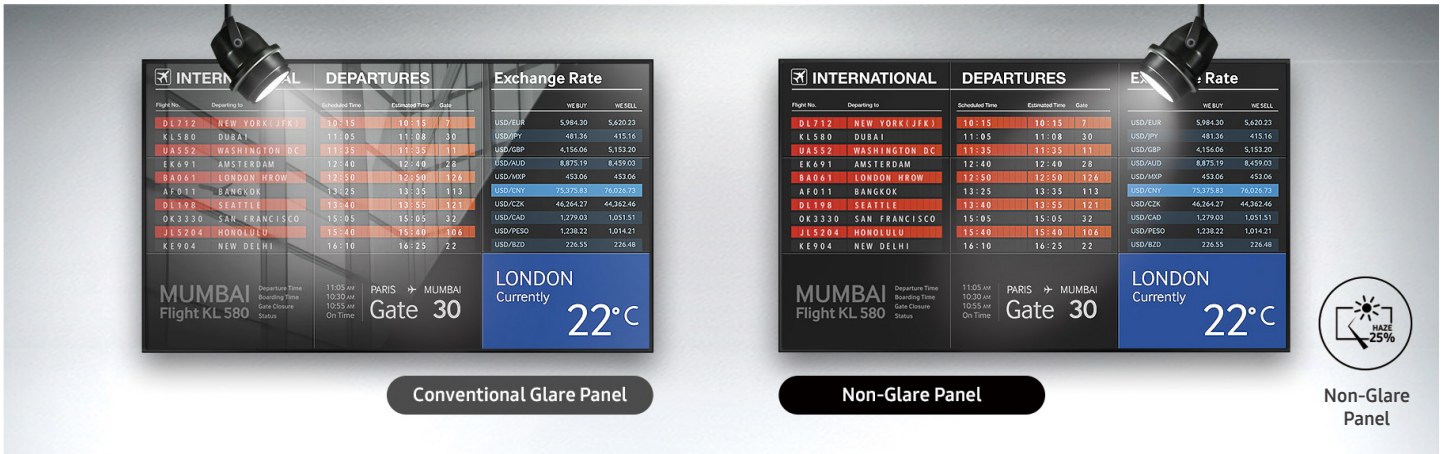 INTERN AL DEPARTURES Exchange Rate
Flight No. Departing to Scheduled Time Estimated Time Gate WE BUY WE SELL
DL712 NEW YORK(JFK) 10:15 10:15 7 USD/EUR 5,984.30 5,620.23
KL580 DUBAI 11:05 11:08 30 USD/JPY 481.36 415.16
UA552 WASHINGTON DC 11:35 11:35 11 USD/GBP 4,156.06 5,153.20
EK691 AMSTERDAM 12:40 12:40 28 USD/AUD 8,875.19 8,459.03
BA061 LONDON HROW 12:50 12:50 126 USD/MXP 453.06 453.06
AF011 BANGKOK 13:25 13:35 113 USD/CNY 75,375.83 76,026.73
DL198 SEATTLE 13:40 13:55 121 USD/CZK 46,264.27 44,362.46
OK3330 SAN FRANCISCO 15:05 15:05 32 USD/CAD 1,279.03 1,051.51
JL5204 HONOLULU 15:40 15:40 106 USD/PESO 1,238.22 1,014.21
KE904 NEW DELHI 16:10 16:25 22 USD/BZD 226.55 226.48
MUMBAI
Flight KL 580
Departure Time 11:05 AM
Boarding Time 10:30 AM
Gate Closure 10:55 AM
Status On Time
PARIS MUMBAI
Gate 30
LONDON
Currently
22°C
Conventional Glare Panel
INTERNATIONAL DEPARTURES Ex e Rate
Flight No. Departing to Scheduled Time Estimated Time Gate WE BUY WE SELL
DL712 NEW YORK(JFK) 10:15 10:15 7 USD/EUR 5,984.30 5,620.23
KL580 DUBAI 11:05 11:08 30 USD/JPY 481.36 415.16
UA552 WASHINGTON DC 11:35 11:35 11 USD/GBP 4,156.06 5,153.20
EK691 AMSTERDAM 12:40 12:40 28 USD/AUD 8,875.19 8,459.03
BA061 LONDON HROW 12:50 12:50 126 USD/MXP 453.06 453.06
AF011 BANGKOK 13:25 13:35 113 USD/CNY 75,375.83 76,026.73
DL198 SEATTLE 13:40 13:55 121 USD/CZK 46,264.27 44,362.46
OK3330 SAN FRANCISCO 15:05 15:05 32 USD/CAD 1,279.03 1,051.51
JL5204 HONOLULU 15:40 15:40 106 USD/PESO 1,238.22 1,014.21
KE904 NEW DELHI 16:10 16:25 22 USD/BZD 226.55 226.48
MUMBAI
Flight KL 580
Departure Time 11:05 AM
Boarding Time 10:30 AM
Gate Closure 10:55 AM
Status On Time
PARIS MUMBAI
Gate 30
LONDON
Currently
22°C
Non-Glare Panel
HAZE
25%
Non-Glare
Panel